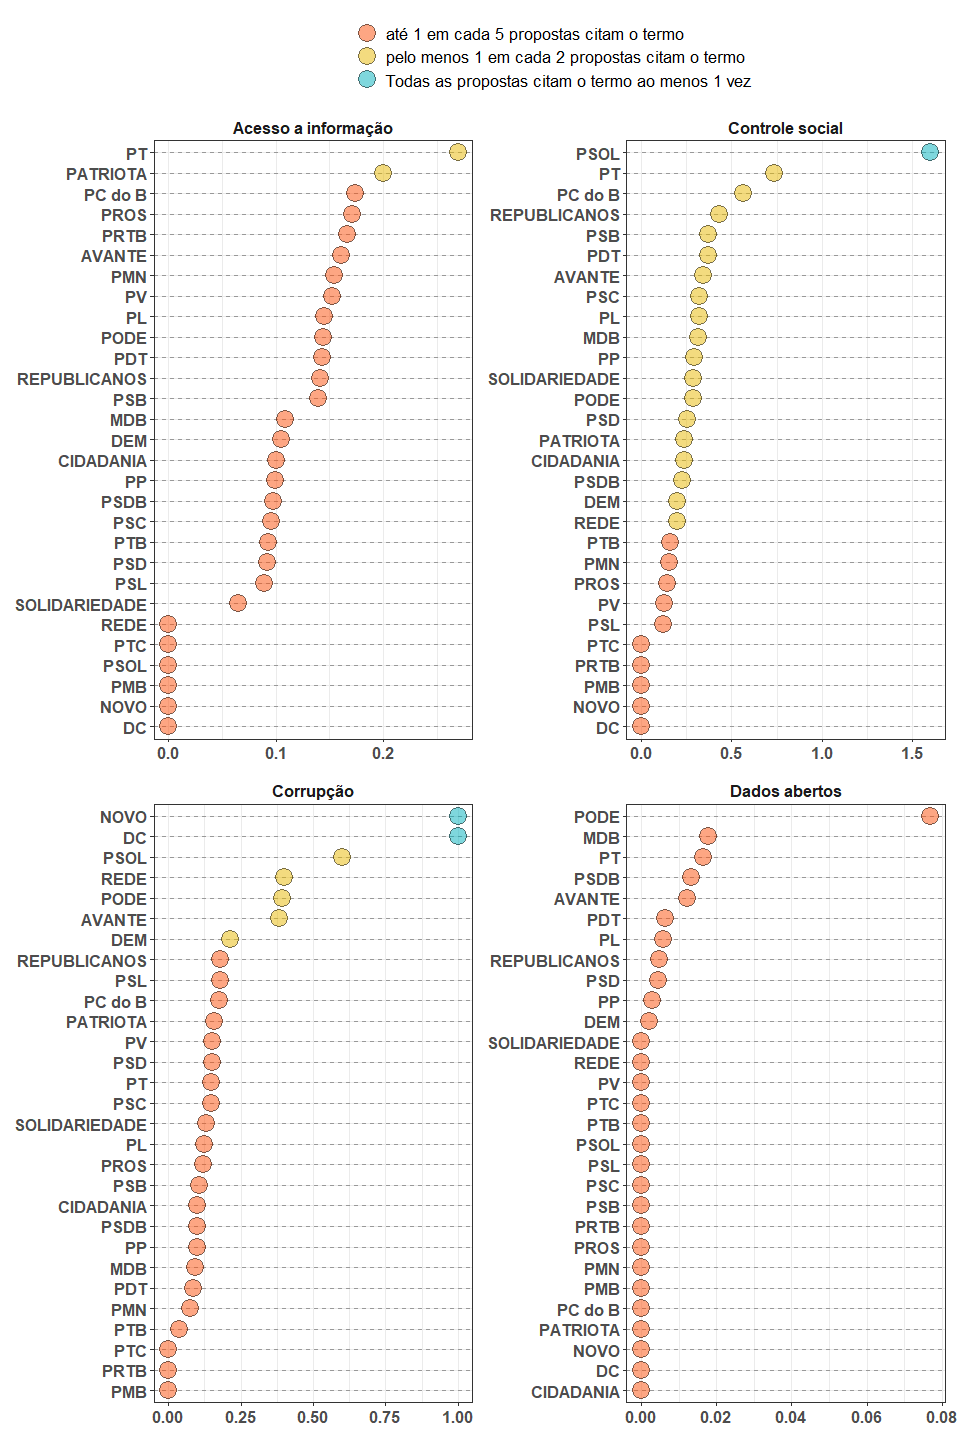 até 1 em cada 5 propostas citam o termo
pelo menos 1 em cada 2 propostas citam o termo
Todas as propostas citam o termo ao menos 1 vez
Acesso a informação
PT
PATRIOTA
PC do B
PROS
PRTB
AVANTE
PMN
PV
PL
PODE
PDT
REPUBLICANOS
PSB
MDB
DEM
CIDADANIA
PP
PSDB
PSC
PTB
PSD
PSL
SOLIDARIEDADE
REDE
PTC
PSOL
PMB
NOVO
DC
0.0 0.1 0.2
Controle social
PSOL
PT
PC do B
REPUBLICANOS
PSB
PDT
AVANTE
PSC
PL
MDB
PP
SOLIDARIEDADE
PODE
PSD
PATRIOTA
CIDADANIA
PSDB
DEM
REDE
PTB
PMN
PROS
PV
PSL
PTC
PRTB
PMB
NOVO
DC
0.0 0.5 1.0 1.5
Corrupção
NOVO
DC
PSOL
REDE
PODE
AVANTE
DEM
REPUBLICANOS
PSL
PC do B
PATRIOTA
PV
PSD
PT
PSC
SOLIDARIEDADE
PL
PROS
PSB
CIDADANIA
PSDB
PP
MDB
PDT
PMN
PTB
PTC
PRTB
PMB
0.00 0.25 0.50 0.75 1.00
Dados abertos
PODE
MDB
PT
PSDB
AVANTE
PDT
PL
REPUBLICANOS
PSD
PP
DEM
SOLIDARIEDADE
REDE
PV
PTC
PTB
PSOL
PSL
PSC
PSB
PRTB
PROS
PMN
PMB
PC do B
PATRIOTA
NOVO
DC
CIDADANIA
0.00 0.02 0.04 0.06 0.08